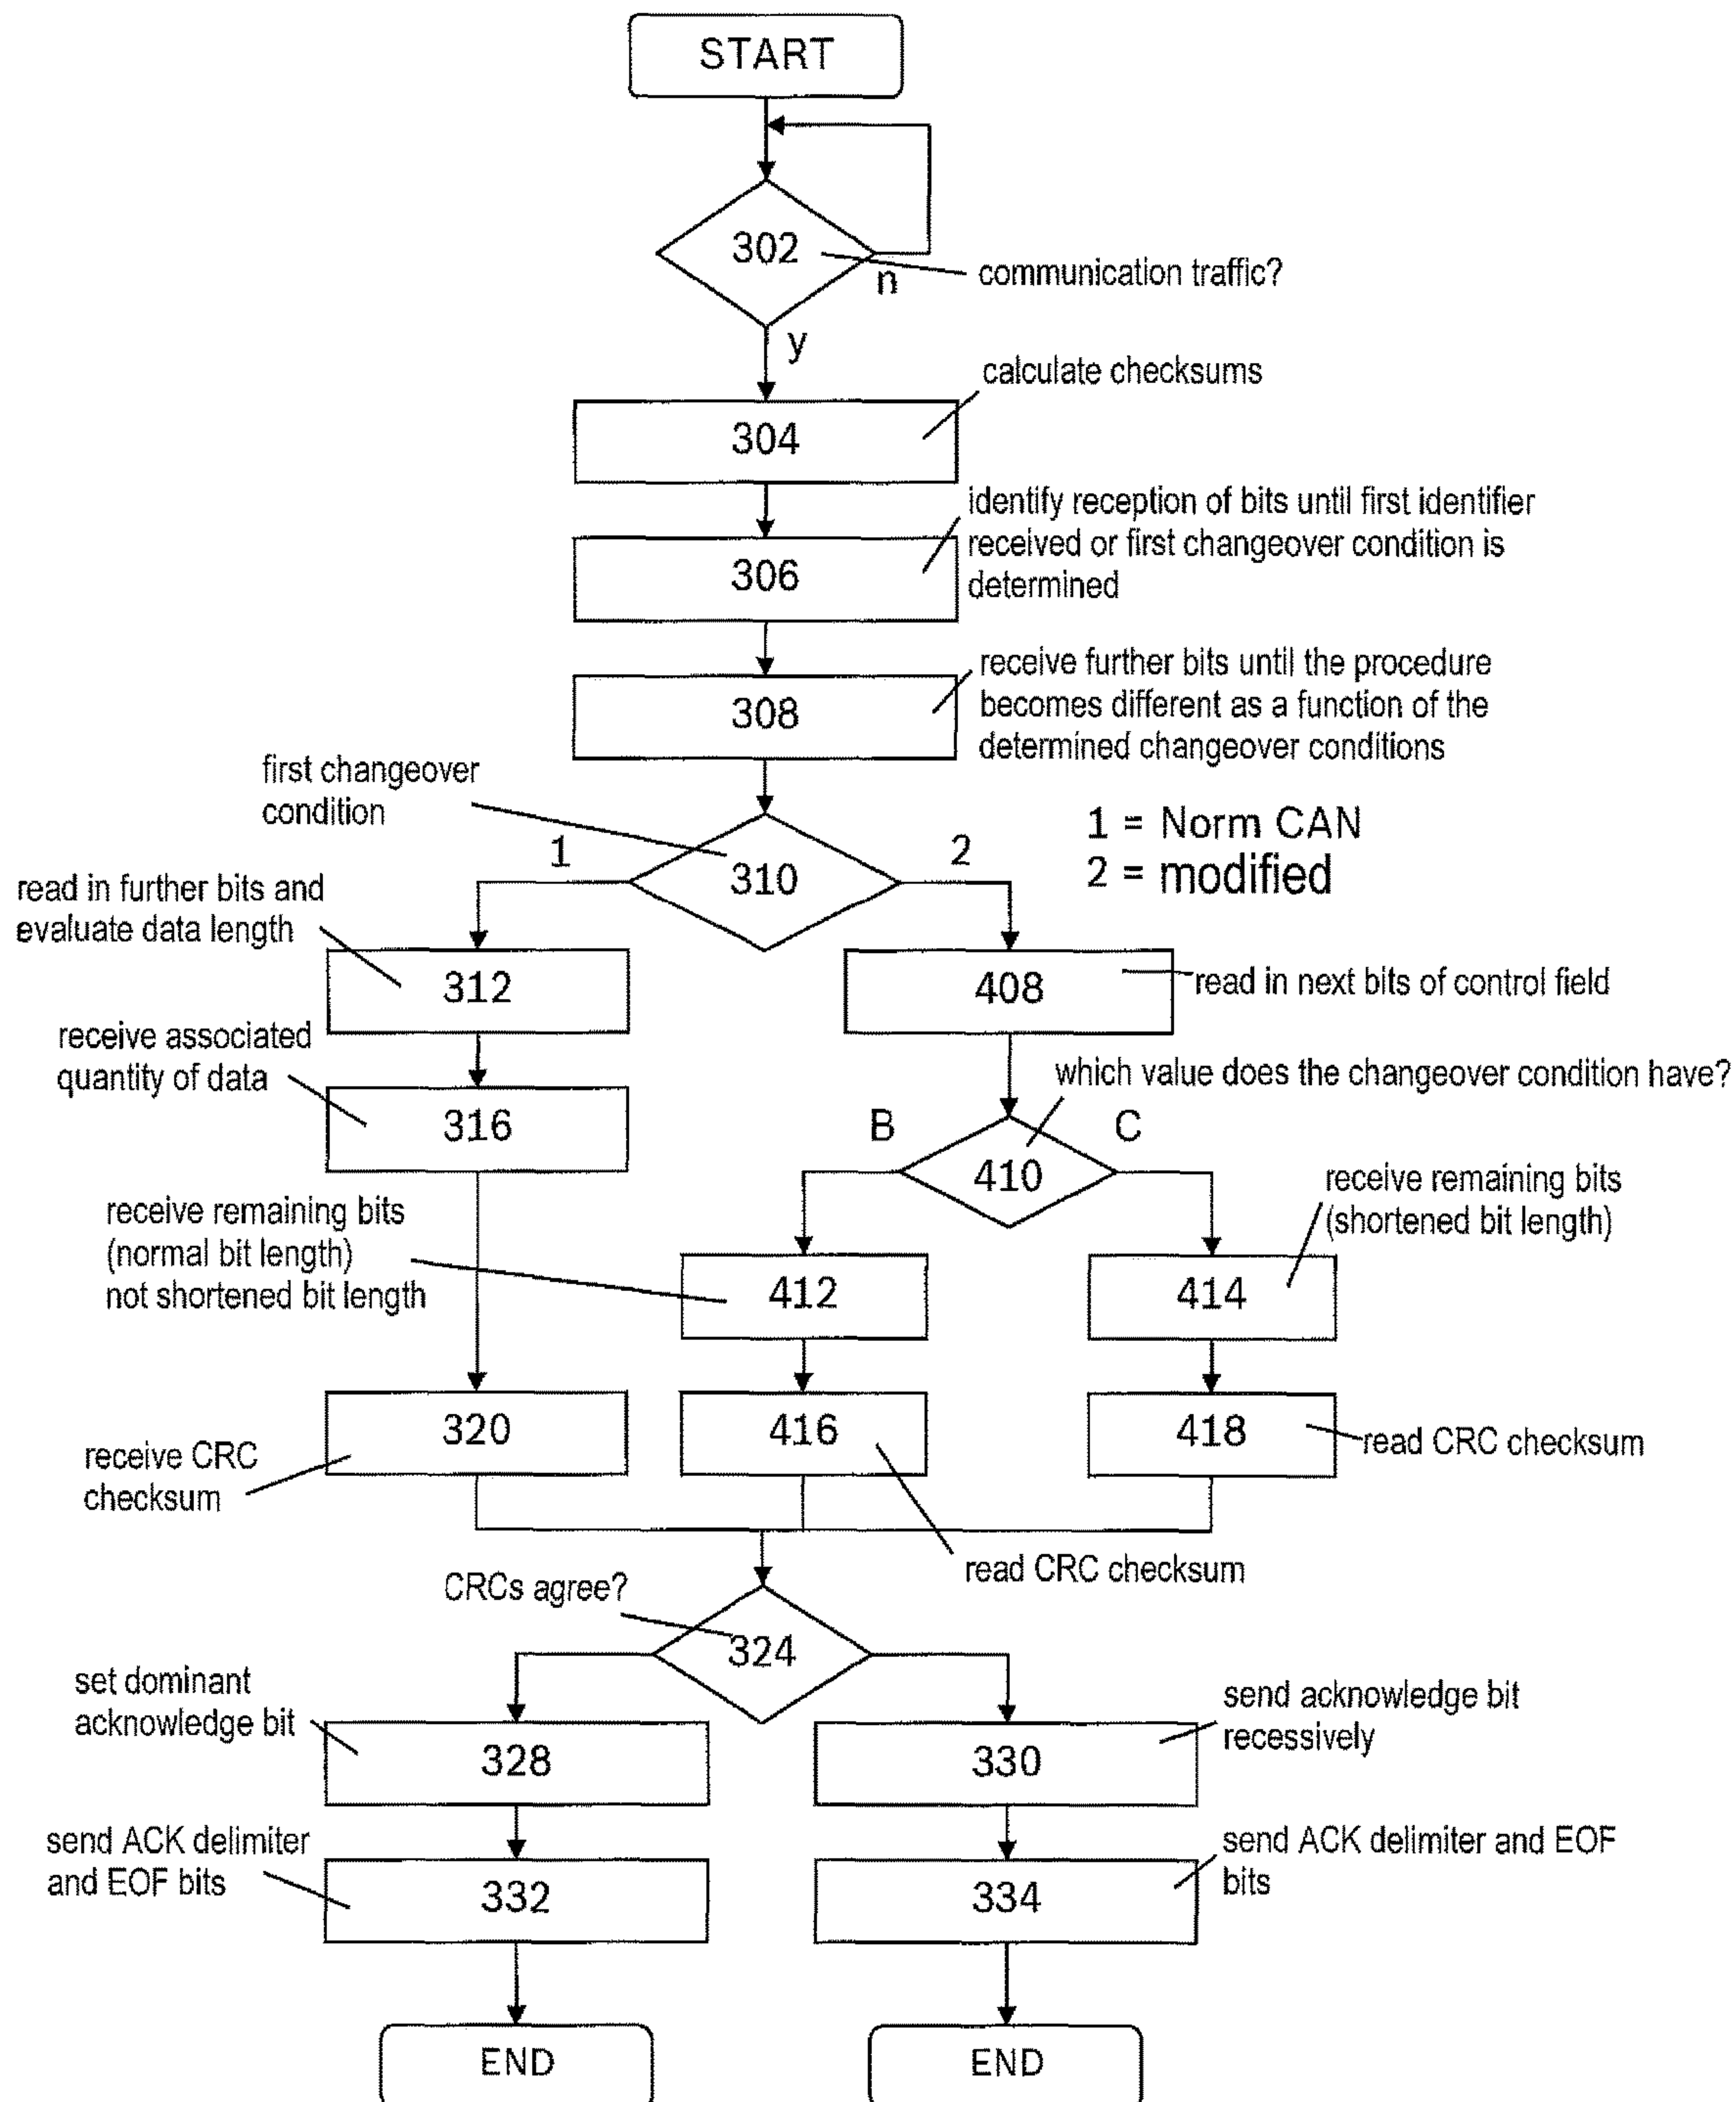 START
302
n
communication traffic?
y
calculate checksums
304
identify reception of bits until first identifier
received or first changeover condition is
determined
306
receive further bits until the procedure
becomes different as a function of the
determined changeover conditions
308
first changeover
condition
1 = Norm CAN
2 = modified
1
310
2
read in further bits and
evaluate data length
312
408
read in next bits of control field
receive associated
quantity of data
316
which value does the changeover condition have?
B
410
C
receive remaining bits
(normal bit length)
not shortened bit length
receive remaining bits
(shortened bit length)
412
414
320
416
418
receive CRC
checksum
read CRC checksum
read CRC checksum
CRCs agree?
324
set dominant
acknowledge bit
328
330
send acknowledge bit
recessively
send ACK delimiter
and EOF bits
332
334
send ACK delimiter and EOF
bits
END
END